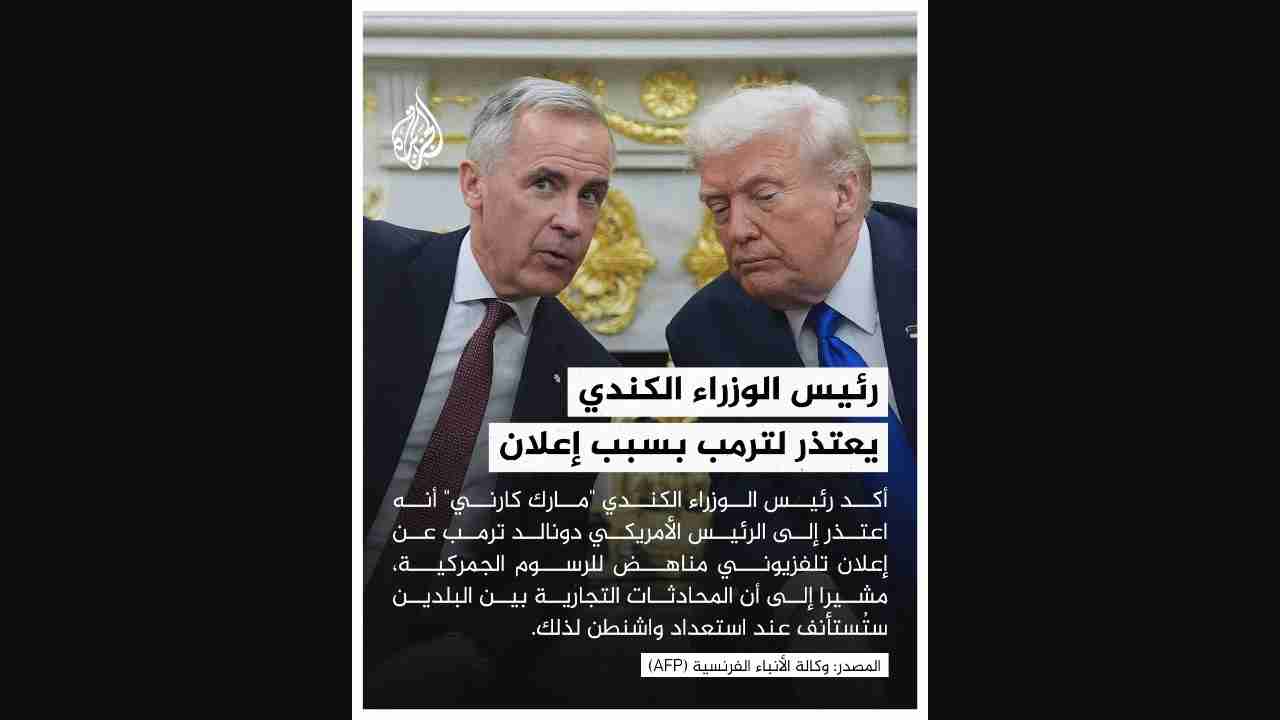 الجزيرة
رئيس الوزراء الكندي
يعتذر لترمب بسبب إعلان
أكد رئيس الوزراء الكندي "مارك كارني" أنه
اعتذر إلى الرئيس الأمريكي دونالد ترمب عن
إعلان تلفزيوني مناهض للرسوم الجمركية،
مشيرا إلى أن المحادثات التجارية بين البلدين
ستُستأنف عند استعداد واشنطن لذلك.
المصدر: وكالة الأنباء الفرنسية (AFP)